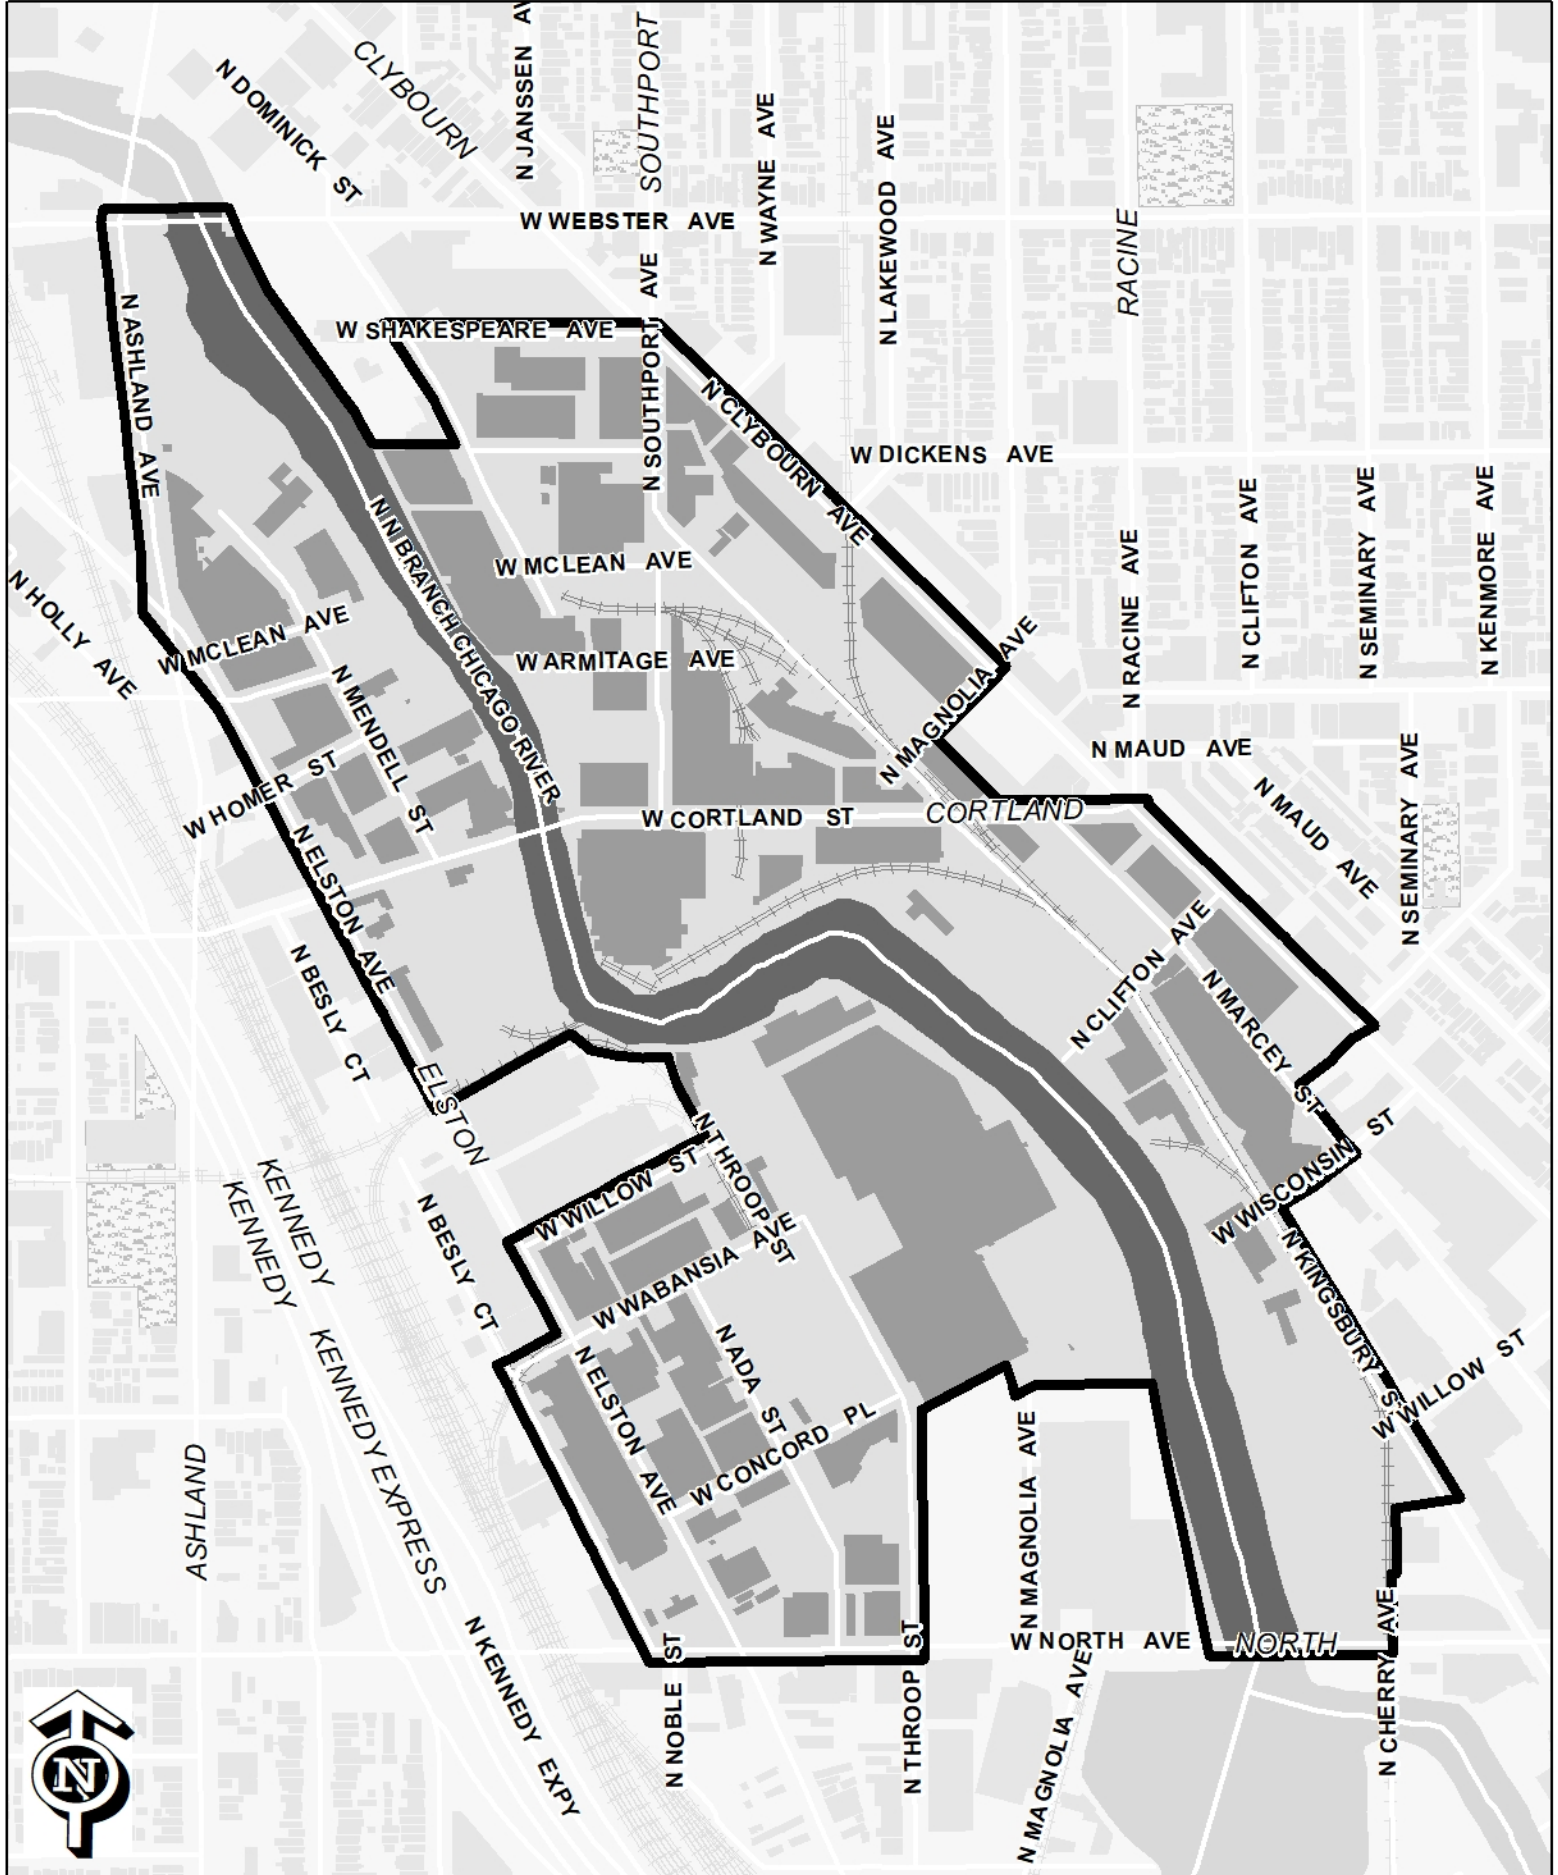 N JANSSEN AV
SOUTHPORT
CLYBOURN
N DOMINICK ST
N WAYNE AVE
N LAKEWOOD AVE
RACINE
W WEBSTER AVE
W SHAKESPEARE AVE
N SOUTHPORT AVE
N ASHLAND AVE
N CLYBOURN AVE
W DICKENS AVE
N CLIFTON AVE
N SEMINARY AVE
N KENMORE AVE
N RACINE AVE
N N BRANCH CHICAGO RIVER
W MCLEAN AVE
N HOLLY AVE
W MCLEAN AVE
W ARMITAGE AVE
N MAGNOLIA AVE
N MENDELL ST
N MAUD AVE
N SEMINARY AVE
N MAUD AVE
W HOMER ST
W CORTLAND ST
CORTLAND
N ELSTON AVE
N CLIFTON AVE
N BESLY CT
N MARCEY ST
ELSTON
N THROOP ST
W WISCONSIN ST
W WILLOW ST
KENNEDY
KENNEDY
N BESLY CT
W WABANSIA AVE
N KINGSBURY ST
W WILLOW ST
N ADA ST
N ELSTON AVE
W CONCORD PL
KENNEDY EXPRESS
ASHLAND
N MAGNOLIA AVE
N KENNEDY EXPY
N NOBLE ST
N THROOP ST
W NORTH AVE
NORTH
N CHERRY AVE
N MAGNOLIA AVE
N